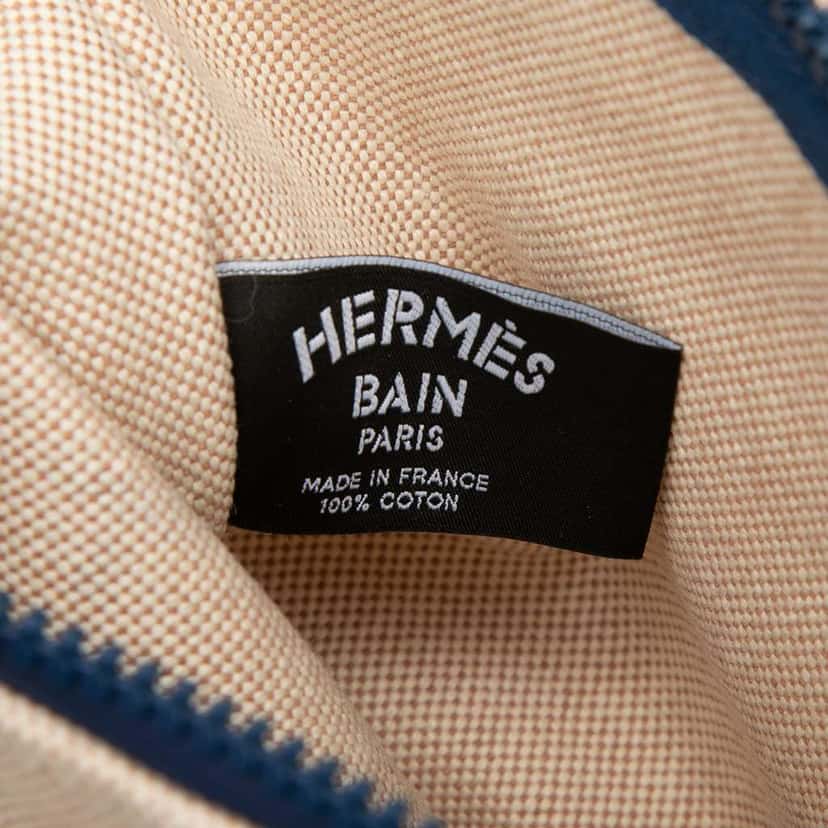 HERMÈS
BAIN
PARIS
MADE IN FRANCE
100% COTON